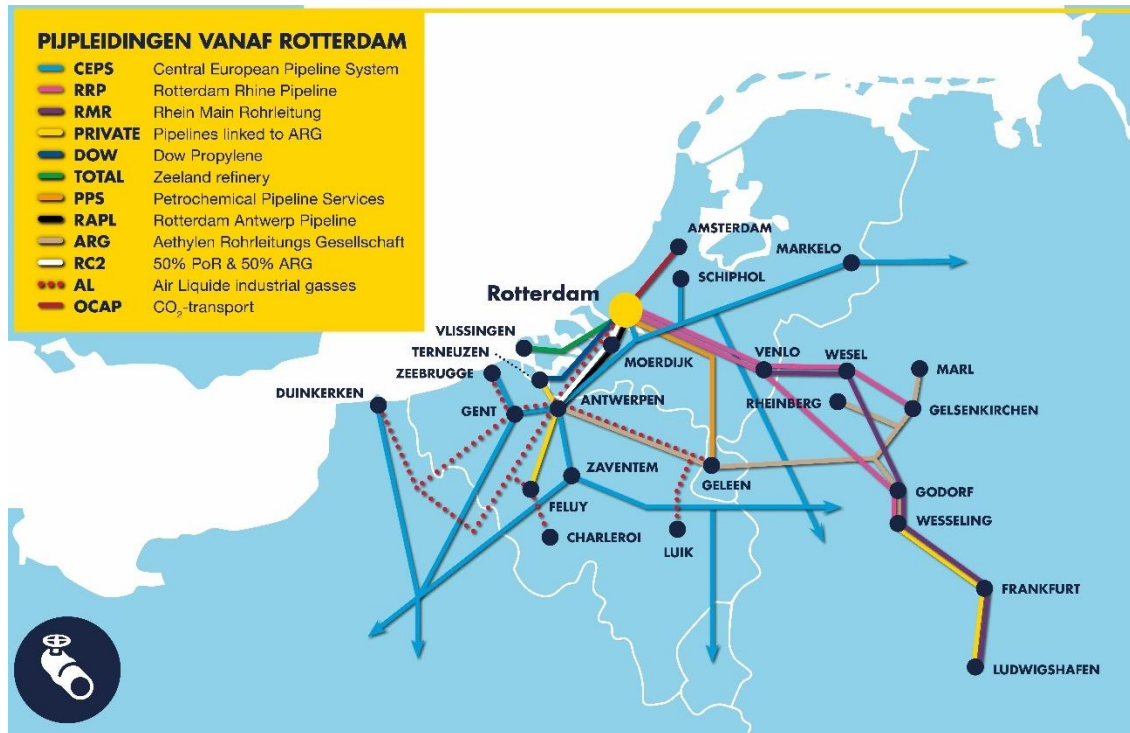 PIJPLEIDINGEN VANAF ROTTERDAM
CEPS Central European Pipeline System
RRP Rotterdam Rhine Pipeline
RMR Rhein Main Rohrleitung
PRIVATE Pipelines linked to ARG
DOW Dow Propylene
TOTAL Zeeland refinery
PPS Petrochemical Pipeline Services
RAPL Rotterdam Antwerp Pipeline
ARG Aethylen Rohrleitungs Gesellschaft
RC2 50% PoR & 50% ARG
AL Air Liquide industrial gasses
OCAP CO₂-transport
AMSTERDAM
MARKELO
SCHIPHOL
Rotterdam
VLISSINGEN
TERNEUZEN
MOERDIJK
VENLO
WESEL
ZEEBRUGGE
MARL
DUINKERKEN
ANTWERPEN
RHEINBERG
GENT
GELSENKIRCHEN
ZAVENTEM
GELEEN
GODORF
FELUY
WESSELING
CHARLEROI
LUIK
FRANKFURT
LUDWIGSHAFEN